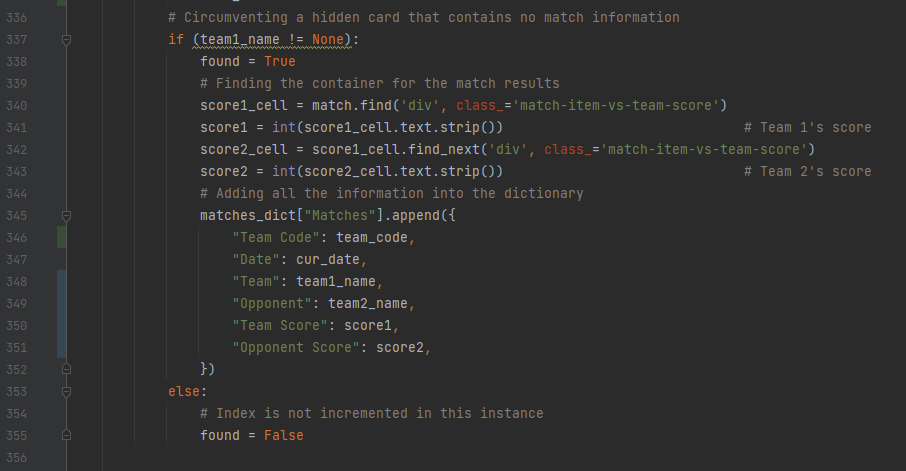 336 # Circumventing a hidden card that contains no match information
337 if (team1_name != None):
338 found = True
339 # Finding the container for the match results
340 score1_cell = match.find('div', class_='match-item-vs-team-score')
341 score1 = int(score1_cell.text.strip()) # Team 1's score
342 score2_cell = score1_cell.find_next('div', class_='match-item-vs-team-score')
343 score2 = int(score2_cell.text.strip()) # Team 2's score
344 # Adding all the information into the dictionary
345 matches_dict["Matches"].append({
346 "Team Code": team_code,
347 "Date": cur_date,
348 "Team": team1_name,
349 "Opponent": team2_name,
350 "Team Score": score1,
351 "Opponent Score": score2,
352 })
353 else:
354 # Index is not incremented in this instance
355 found = False
356